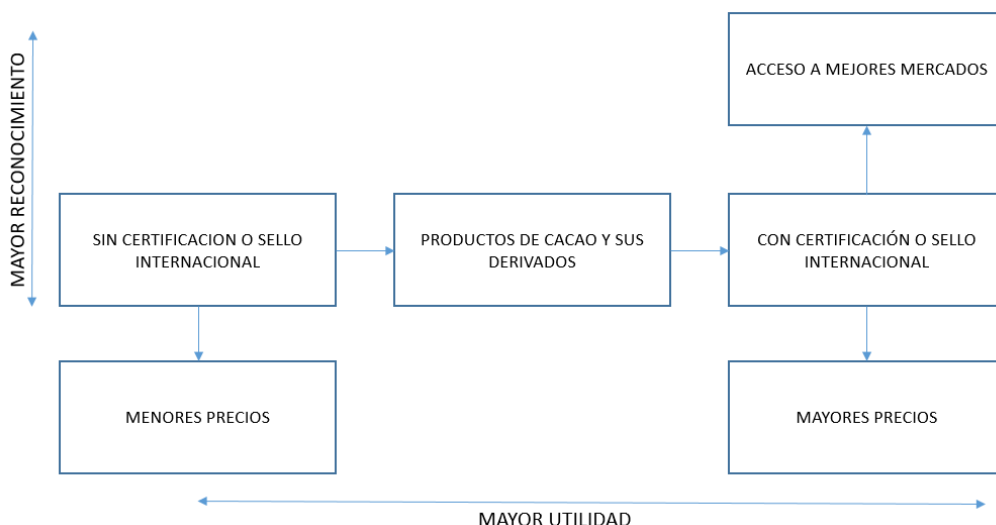 ACCESO A MEJORES MERCADOS
MAYOR RECONOCIMIENTO
SIN CERTIFICACION O SELLO
INTERNACIONAL
PRODUCTOS DE CACAO Y SUS
DERIVADOS
CON CERTIFICACIÓN O SELLO
INTERNACIONAL
MENORES PRECIOS
MAYORES PRECIOS
MAYOR UTILIDAD